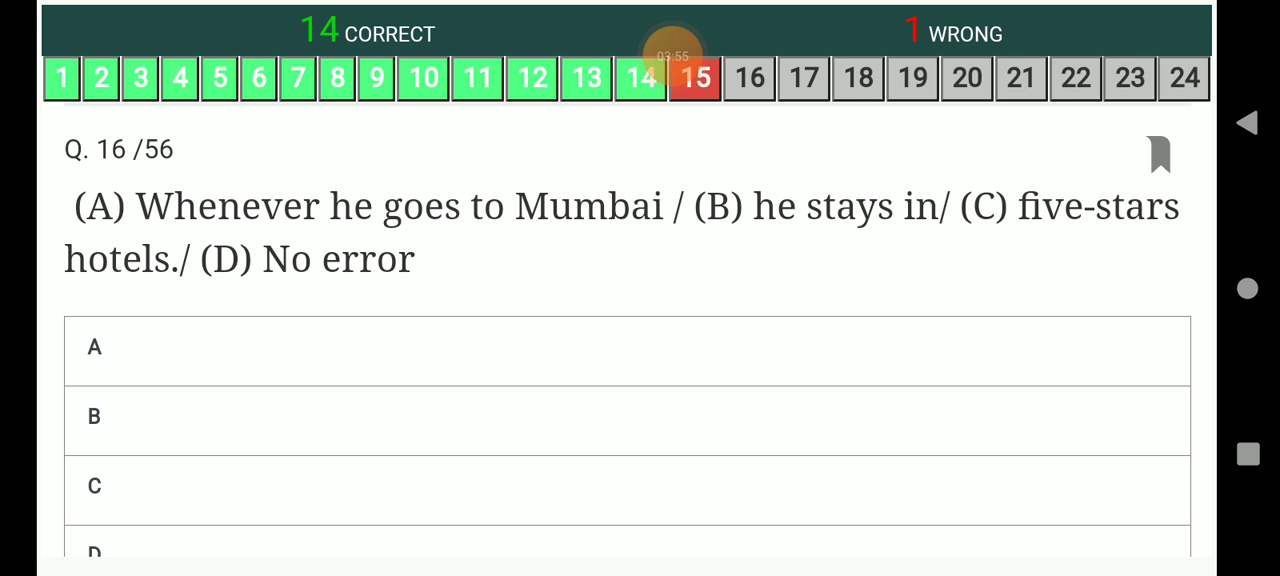 14 CORRECT 1 WRONG
03:55
1 2 3 4 5 6 7 8 9 10 11 12 13 14 15 16 17 18 19 20 21 22 23 24
Q. 16 /56
(A) Whenever he goes to Mumbai / (B) he stays in/ (C) five-stars
hotels./ (D) No error
A
B
C
D